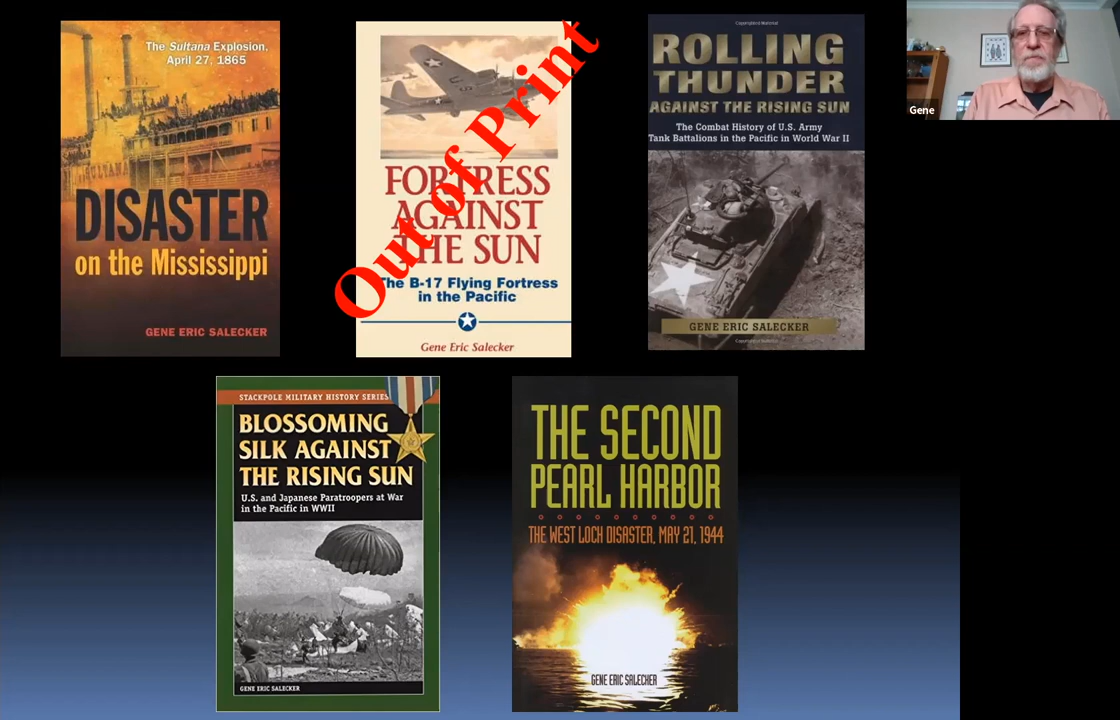 The Sultana Explosion,
April 27, 1865
DISASTER
on the Mississippi
GENE ERIC SALECKER
Out of Print
FORTRESS
AGAINST
THE SUN
The B-17 Flying Fortress
in the Pacific
Gene Eric Salecker
Copyrighted Material
ROLLING
THUNDER
AGAINST THE RISING SUN
The Combat History of U.S. Army
Tank Battalions in the Pacific in World War II
GENE ERIC SALECKER
Copyrighted Material
Gene
STACKPOLE MILITARY HISTORY SERIES
BLOSSOMING
SILK AGAINST
THE RISING SUN
U.S. and Japanese Paratroopers at War
in the Pacific in WWII
GENE ERIC SALECKER
THE SECOND
PEARL HARBOR
THE WEST LOCH DISASTER, MAY 21, 1944
GENE ERIC SALECKER